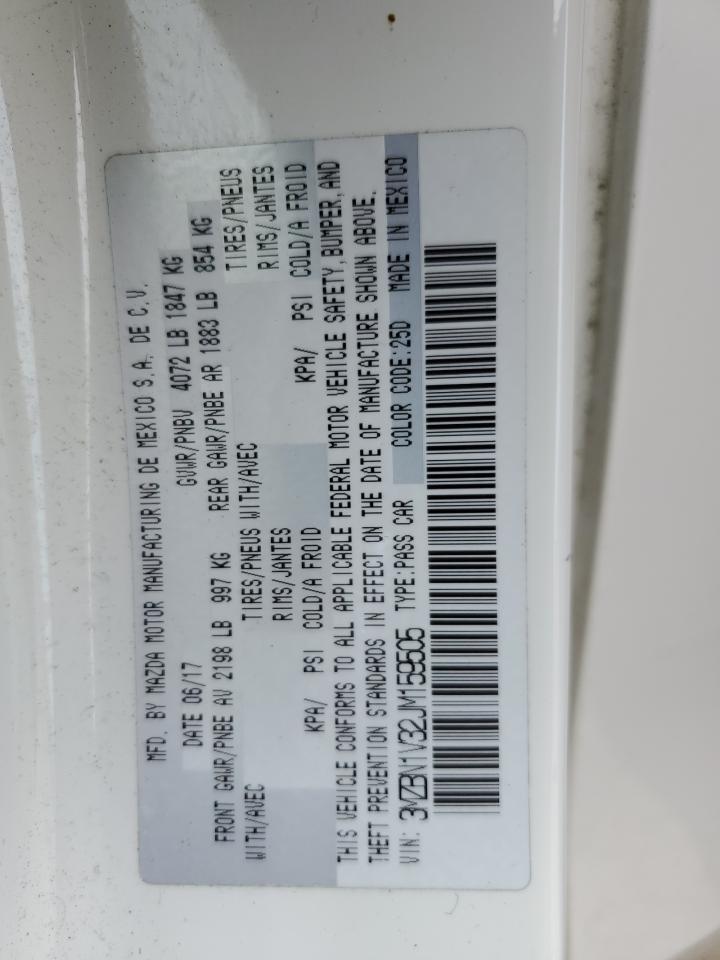 MFD. BY MAZDA MOTOR MANUFACTURING DE MEXICO S.A. DE C.V.
DATE 06/17 GVWR/PNBV 4072 LB 1847 KG
FRONT GAWR/PNBE AV 2198 LB 997 KG REAR GAWR/PNBE AR 1883 LB 854 KG
WITH/AVEC TIRES/PNEUS WITH/AVEC TIRES/PNEUS
RIMS/JANTES RIMS/JANTES
KPA/ PSI COLD/A FROID KPA/ PSI COLD/A FROID
THIS VEHICLE CONFORMS TO ALL APPLICABLE FEDERAL MOTOR VEHICLE SAFETY, BUMPER, AND
THEFT PREVENTION STANDARDS IN EFFECT ON THE DATE OF MANUFACTURE SHOWN ABOVE.
VIN: 3MZBN1V32JM159505 TYPE:PASS CAR COLOR CODE:25D MADE IN MEXICO